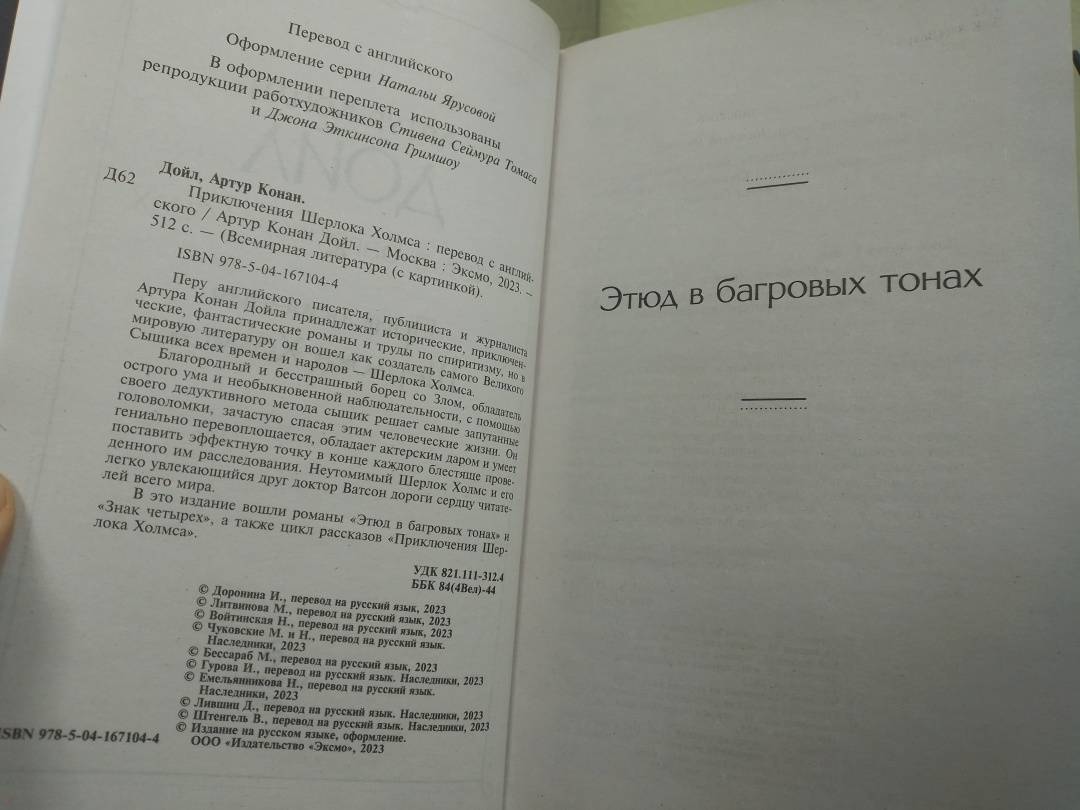 Перевод с английского
Оформление серии Натальи Ярусовой
В оформлении переплета использованы
репродукции работхудожников Стивена Сеймура Томаса
и Джона Эткинсона Гримшоу
Дойл, Артур Конан.
Д62
Приключения Шерлока Холмса : перевод с англий-
ского / Артур Конан Дойл. — Москва : Эксмо, 2023. —
512 с. — (Всемирная литература (с картинкой).
ISBN 978-5-04-167104-4
Перу английского писателя, публициста и журналиста
Артура Конан Дойла принадлежат исторические, приключен-
ческие, фантастические романы и труды по спиритизму, но в
мировую литературу он вошел как создатель самого Великого
Сыщика всех времен и народов — Шерлока Холмса.
Благородный и бесстрашный борец со Злом, обладатель
острого ума и необыкновенной наблюдательности, с помощью
своего дедуктивного метода сыщик решает самые запутанные
головоломки, зачастую спасая этим человеческие жизни. Он
гениально перевоплощается, обладает актерским даром и умеет
поставить эффектную точку в конце каждого блестяще прове-
денного им расследования. Неутомимый Шерлок Холмс и его
легко увлекающийся друг доктор Ватсон дороги сердцу читате-
лей всего мира.
В это издание вошли романы «Этюд в багровых тонах» и
«Знак четырех», а также цикл рассказов «Приключения Шер-
лока Холмса».
УДК 821.111-312.4
ББК 84(4Вел)-44
© Доронина И., перевод на русский язык, 2023
© Литвинова М., перевод на русский язык, 2023
© Войтинская Н., перевод на русский язык, 2023
© Чуковские М. и Н., перевод на русский язык.
Наследники, 2023
© Бессараб М., перевод на русский язык, 2023
© Гурова И., перевод на русский язык. Наследники, 2023
© Емельянникова Н., перевод на русский язык.
Наследники, 2023
© Лившиц Д., перевод на русский язык. Наследники, 2023
© Штенгель В., перевод на русский язык. Наследники, 2023
© Издание на русском языке, оформление.
ООО «Издательство «Эксмо», 2023
ISBN 978-5-04-167104-4
Этюд в багровых тонах